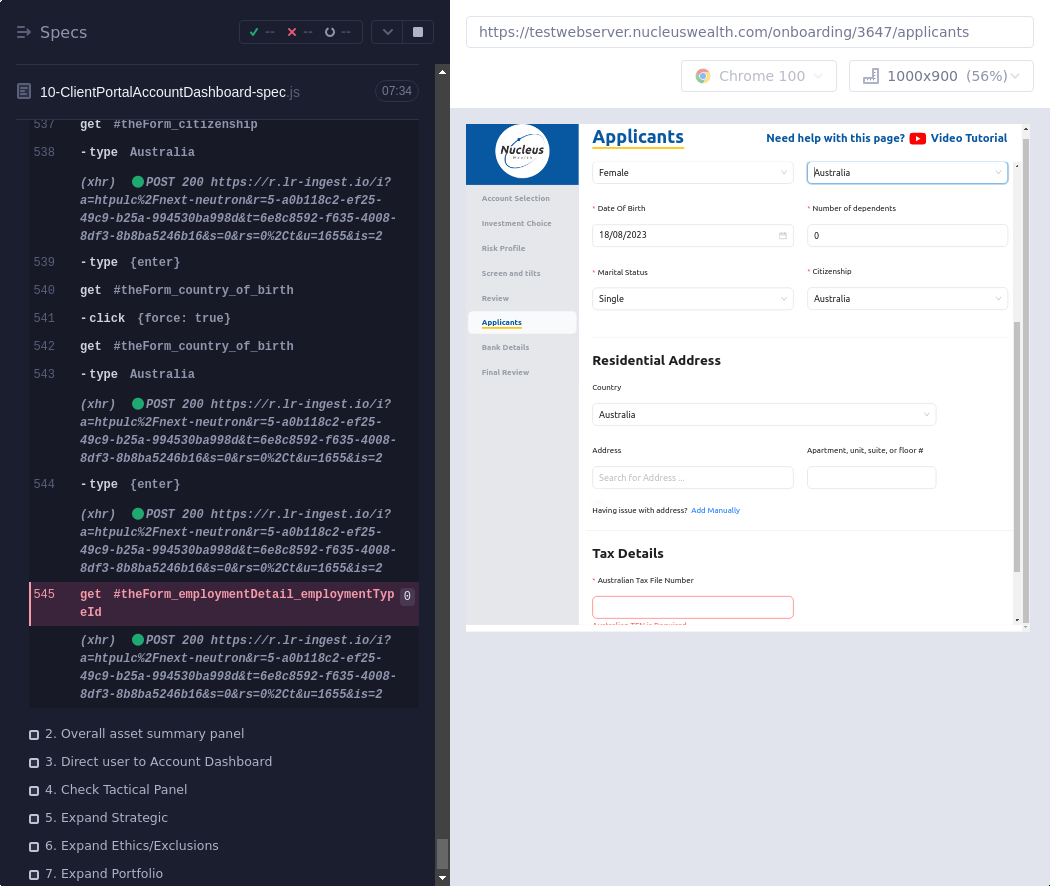 Specs
--
--
--
10-ClientPortalAccountDashboard-spec.js
07:34
537 get #theForm_citizenship
538 -type Australia
(xhr) POST 200 https://r.lr-ingest.io/i?
a=htpulc%2Fnext-neutron&r=5-a0b118c2-ef25-
49c9-b25a-994530ba998d&t=6e8c8592-f635-4008-
8df3-8b8ba5246b16&s=0&rs=0%2Ct&u=1655&is=2
539 -type {enter}
540 get #theForm_country_of_birth
541 -click {force: true}
542 get #theForm_country_of_birth
543 -type Australia
(xhr) POST 200 https://r.lr-ingest.io/i?
a=htpulc%2Fnext-neutron&r=5-a0b118c2-ef25-
49c9-b25a-994530ba998d&t=6e8c8592-f635-4008-
8df3-8b8ba5246b16&s=0&rs=0%2Ct&u=1655&is=2
544 -type {enter}
(xhr) POST 200 https://r.lr-ingest.io/i?
a=htpulc%2Fnext-neutron&r=5-a0b118c2-ef25-
49c9-b25a-994530ba998d&t=6e8c8592-f635-4008-
8df3-8b8ba5246b16&s=0&rs=0%2Ct&u=1655&is=2
545 get #theForm_employmentDetail_employmentTyp 0
eId
(xhr) POST 200 https://r.lr-ingest.io/i?
a=htpulc%2Fnext-neutron&r=5-a0b118c2-ef25-
49c9-b25a-994530ba998d&t=6e8c8592-f635-4008-
8df3-8b8ba5246b16&s=0&rs=0%2Ct&u=1655&is=2
2. Overall asset summary panel
3. Direct user to Account Dashboard
4. Check Tactical Panel
5. Expand Strategic
6. Expand Ethics/Exclusions
7. Expand Portfolio
https://testwebserver.nucleuswealth.com/onboarding/3647/applicants
Chrome 100
1000x900 (56%)
Nucleus
Wealth
Account Selection
Investment Choice
Risk Profile
Screen and tilts
Review
Applicants
Bank Details
Final Review
Applicants
Need help with this page? Video Tutorial
Female
Australia
* Date Of Birth
* Number of dependents
18/08/2023
0
* Marital Status
* Citizenship
Single
Australia
Residential Address
Country
Australia
Address
Apartment, unit, suite, or floor #
Search for Address ...
Having issue with address? Add Manually
Tax Details
* Australian Tax File Number
Australian TFN is Required